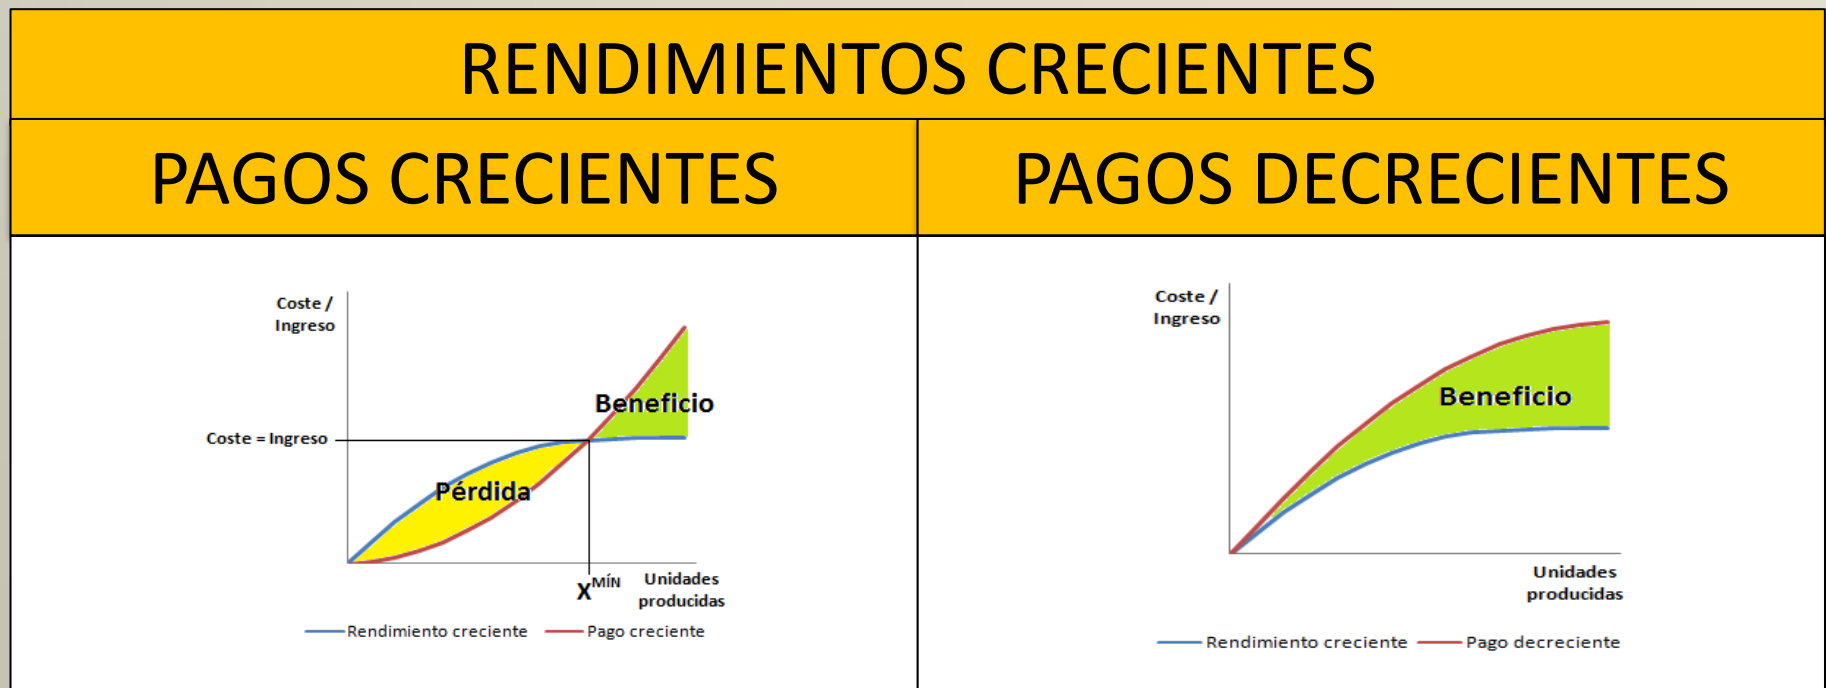 RENDIMIENTOS CRECIENTES
PAGOS CRECIENTES
PAGOS DECRECIENTES
Coste /
Ingreso
Beneficio
Coste = Ingreso
Pérdida
X^MÍN
Unidades
producidas
Rendimiento creciente
Pago creciente
Coste /
Ingreso
Beneficio
Unidades
producidas
Rendimiento creciente
Pago decreciente